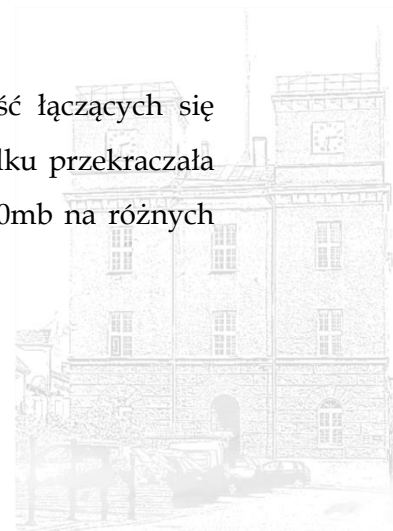 ść łączących się
lku przekraczała
0mb na różnych